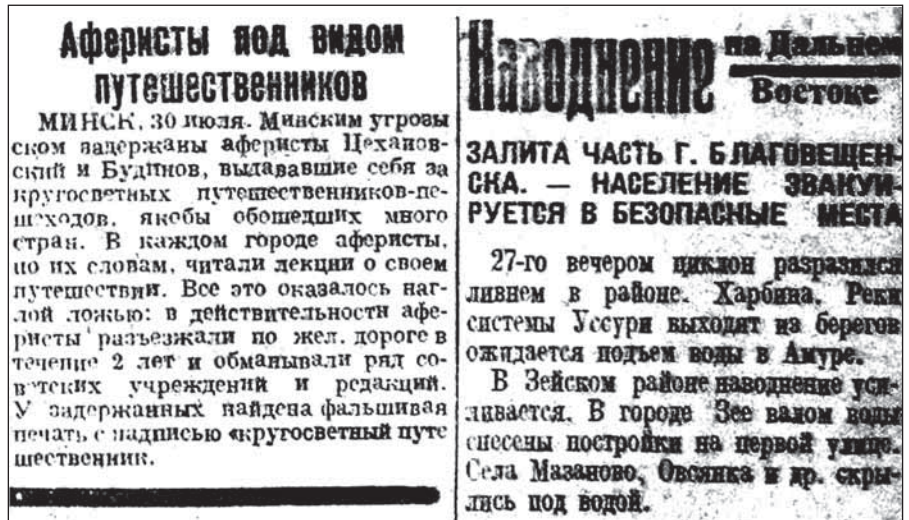 Аферисты под видом
путешественников
МИНСК, 30 июля. Минским угрозы
ском задержаны аферисты Цеханов-
ский и Будинов, выдававшие себя за
кругосветных путешественников-пе-
шеходов, якобы обошедших много
стран. В каждом городе аферисты,
по их словам, читали лекции о своем
путешествии. Все это оказалось наг-
лой ложью: в действительности афе-
ристы разъезжали по жел. дороге в
течение 2 лет и обманывали ряд со-
ветских учреждений и редакций.
У задержанных найдена фальшивая
печать с надписью «кругосветный путе
шественник.
Наводнение на Дальнем
Востоке
ЗАЛИТА ЧАСТЬ Г. БЛАГОВЕЩЕН-
СКА. — НАСЕЛЕНИЕ ЭВАКУИ-
РУЕТСЯ В БЕЗОПАСНЫЕ МЕСТА
27-го вечером циклон разразился
ливнем в районе. Харбина. Реки
системы Уссури выходят из берегов
ожидается подъем воды в Амуре.
В Зейском районе наводнение уси-
ливается. В городе Зее валом воды
снесены постройки на первой улице.
Села Мазаново, Овсянка и др. скры-
лись под водой.